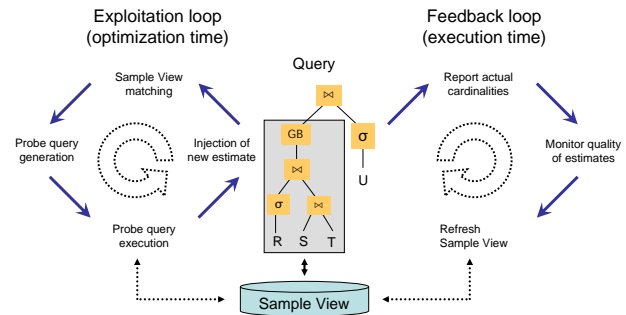 Exploitation loop
(optimization time)
Feedback loop
(execution time)
Query
Sample View
matching
Probe query
generation
Injection of
new estimate
Probe query
execution
⋈
GB
σ
⋈
U
σ
⋈
R S T
Report actual
cardinalities
Monitor quality
of estimates
Refresh
Sample View
Sample View